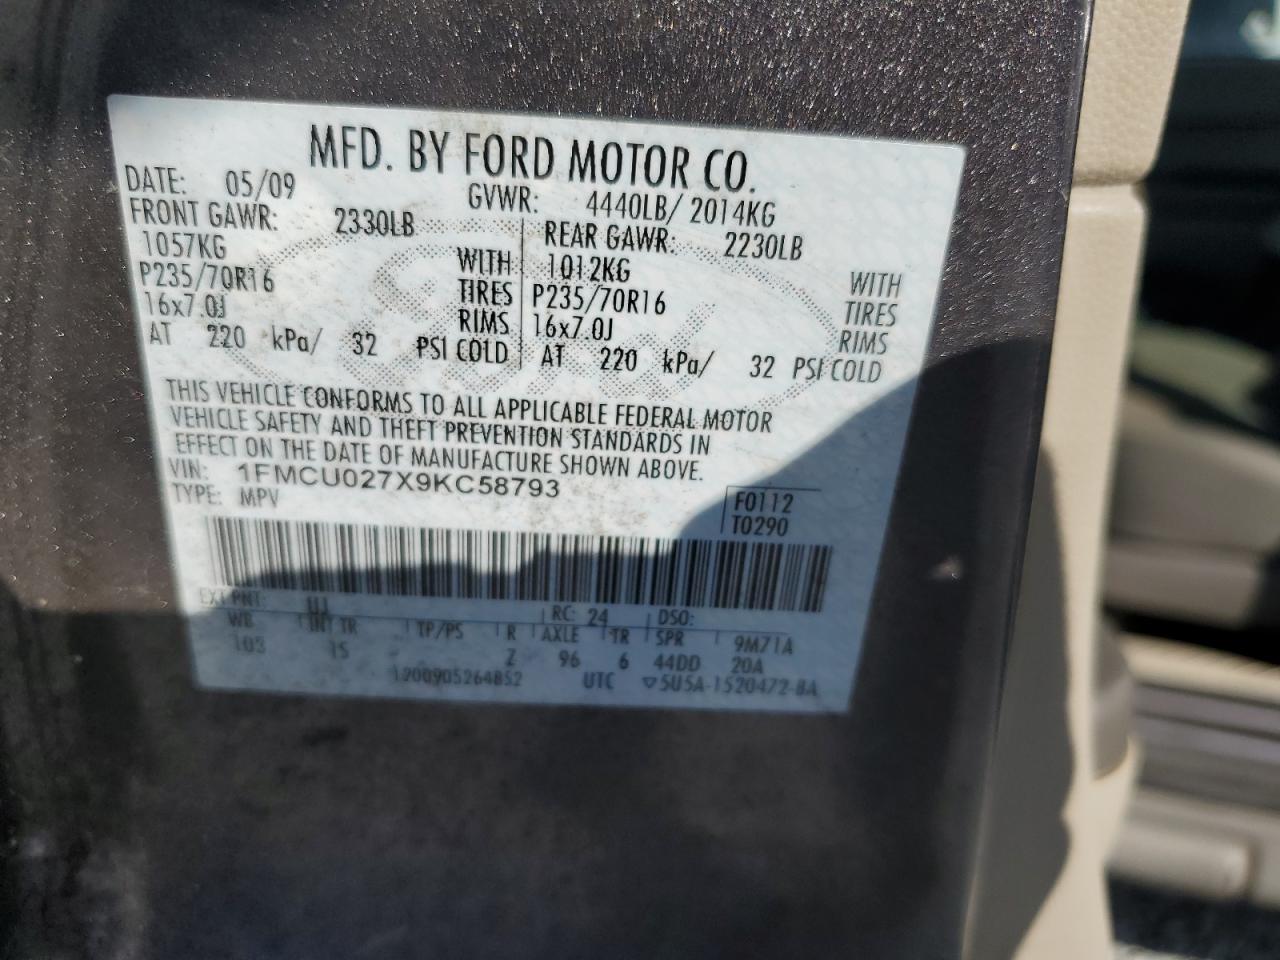 MFD. BY FORD MOTOR CO.
DATE: 05/09 GVWR: 4440LB/ 2014KG
FRONT GAWR: 2330LB REAR GAWR: 2230LB
1057KG WITH 1012KG WITH
P235/70R16 TIRES P235/70R16 TIRES
16x7.0J RIMS 16x7.0J RIMS
AT 220 kPa/ 32 PSI COLD AT 220 kPa/ 32 PSI COLD
THIS VEHICLE CONFORMS TO ALL APPLICABLE FEDERAL MOTOR
VEHICLE SAFETY AND THEFT PREVENTION STANDARDS IN
EFFECT ON THE DATE OF MANUFACTURE SHOWN ABOVE.
VIN: 1FMCU027X9KC58793
TYPE: MPV F0112
T0290
EXT PNT: RC: 24 DSO:
WB INT TR TP/PS R AXLE TR SPR 9M71A
103 Z 96 6 44DD 20A
UTC ▽5U5A-1520472-BA